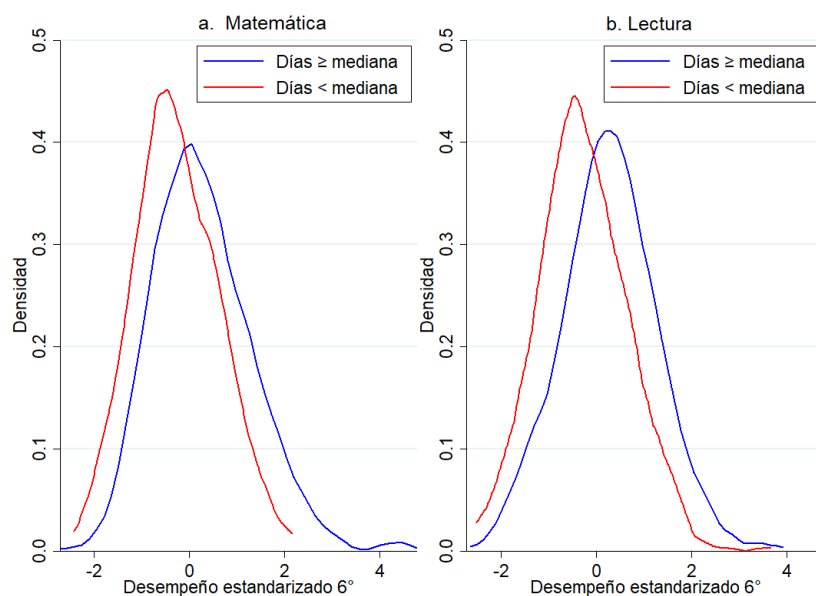 a. Matemática
Días ≥ mediana
Días < mediana
0.5
0.4
0.3
0.2
0.1
0.0
Densidad
-2
0
2
4
Desempeño estandarizado 6°
b. Lectura
Días ≥ mediana
Días < mediana
0.5
0.4
0.3
0.2
0.1
0.0
Densidad
-2
0
2
4
Desempeño estandarizado 6°